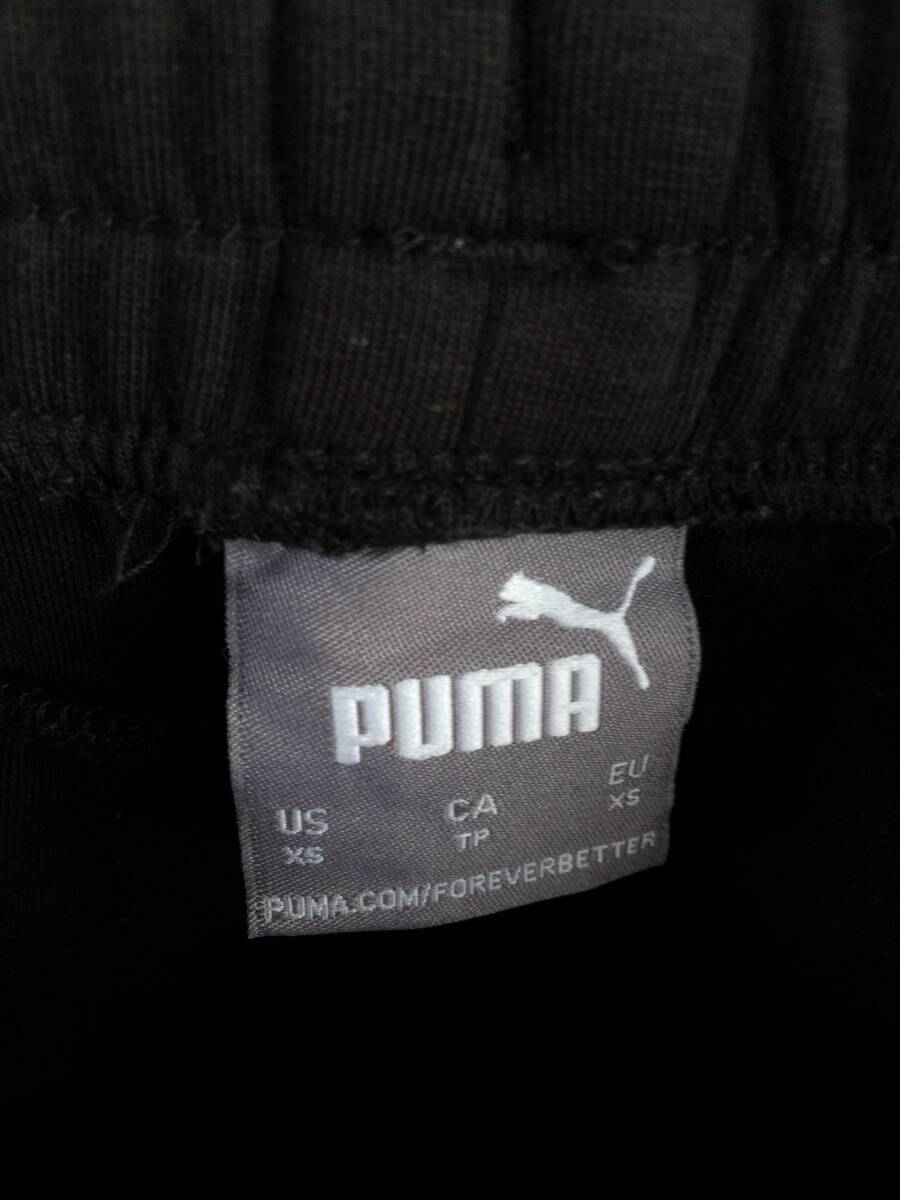 PUMA
US CA EU
XS TP XS
PUMA.COM/FOREVERBETTER